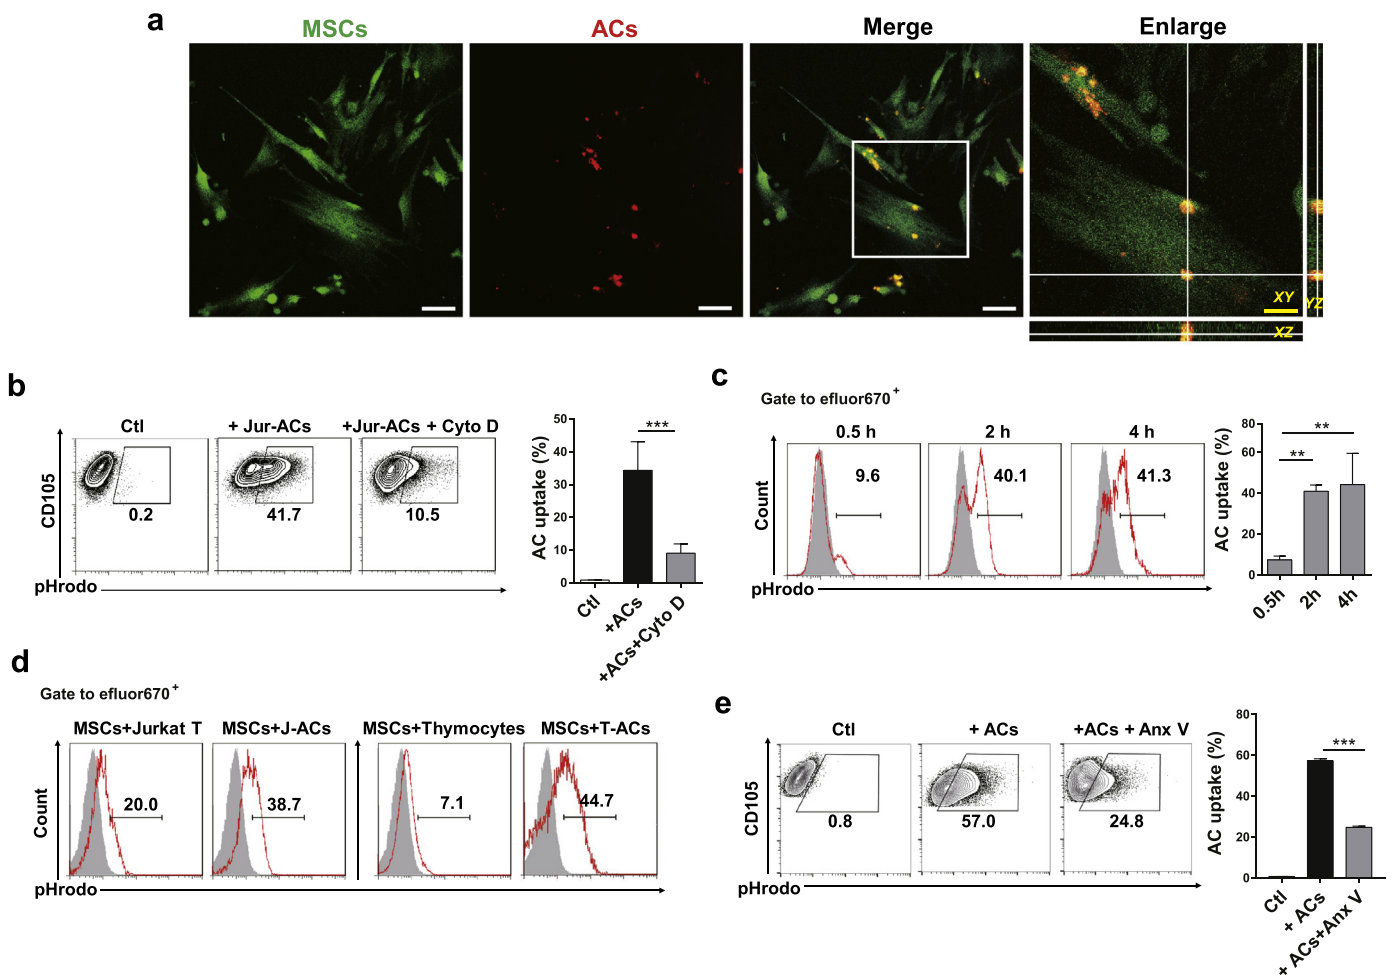 a
MSCs
ACs
Merge
Enlarge
XY
YZ
XZ
b
Ctl
+ Jur-ACs
+Jur-ACs + Cyto D
CD105
0.2
41.7
10.5
pHrodo
AC uptake (%)
50
40
30
20
10
0
***
Ctl
+ACs
+ACs+Cyto D
c
Gate to efluor670+
0.5 h
2 h
4 h
Count
9.6
40.1
41.3
pHrodo
AC uptake (%)
80
60
40
20
0
**
**
0.5h
2h
4h
d
Gate to efluor670+
MSCs+Jurkat T
MSCs+J-ACs
MSCs+Thymocytes
MSCs+T-ACs
Count
20.0
38.7
7.1
44.7
pHrodo
e
Ctl
+ ACs
+ACs + Anx V
CD105
0.8
57.0
24.8
pHrodo
AC uptake (%)
80
60
40
20
0
***
Ctl
+ ACs
+ ACs+Anx V